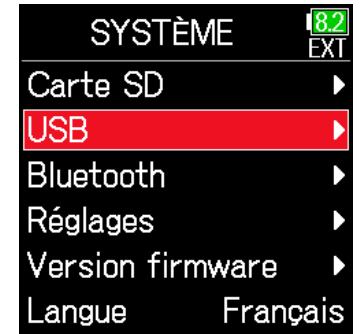 SYSTÈME 8.2
EXT
Carte SD
USB
Bluetooth
Réglages
Version firmware
Langue Français